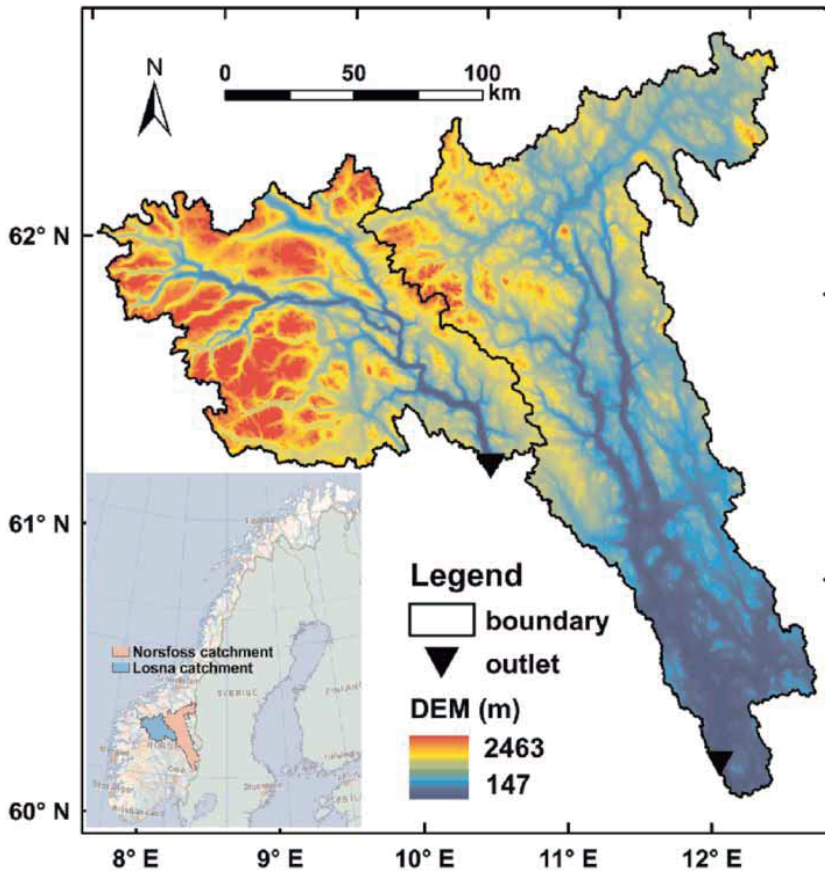 N
0 50 100
km
62° N
61° N
60° N
Norsfoss catchment
Losna catchment
SVERIGE
Legend
boundary
outlet
DEM (m)
2463
147
8° E 9° E 10° E 11° E 12° E